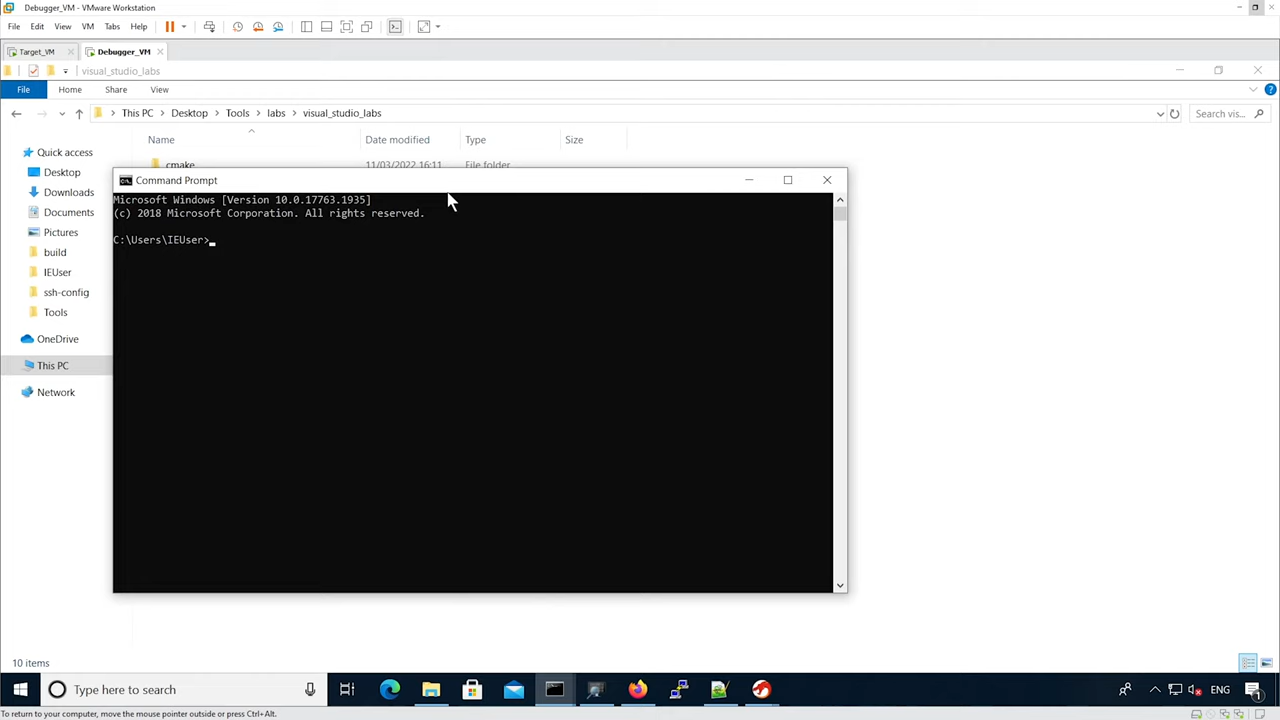 Debugger_VM - VMware Workstation
File Edit View VM Tabs Help
Target_VM Debugger_VM
visual_studio_labs
File Home Share View
This PC > Desktop > Tools > labs > visual_studio_labs
Search vis...
Name Date modified Type Size
cmake 11/03/2022 16:11 File folder
Quick access
Desktop
Downloads
Documents
Pictures
build
IEUser
ssh-config
Tools
OneDrive
This PC
Network
Command Prompt
Microsoft Windows [Version 10.0.17763.1935]
(c) 2018 Microsoft Corporation. All rights reserved.
C:\Users\IEUser>
10 items
Type here to search
ENG
1
To return to your computer, move the mouse pointer outside or press Ctrl+Alt.